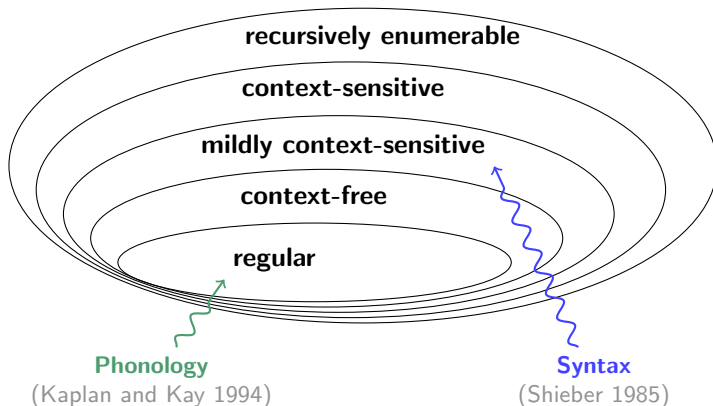 recursively enumerable
context-sensitive
mildly context-sensitive
context-free
regular
Phonology
(Kaplan and Kay 1994)
Syntax
(Shieber 1985)